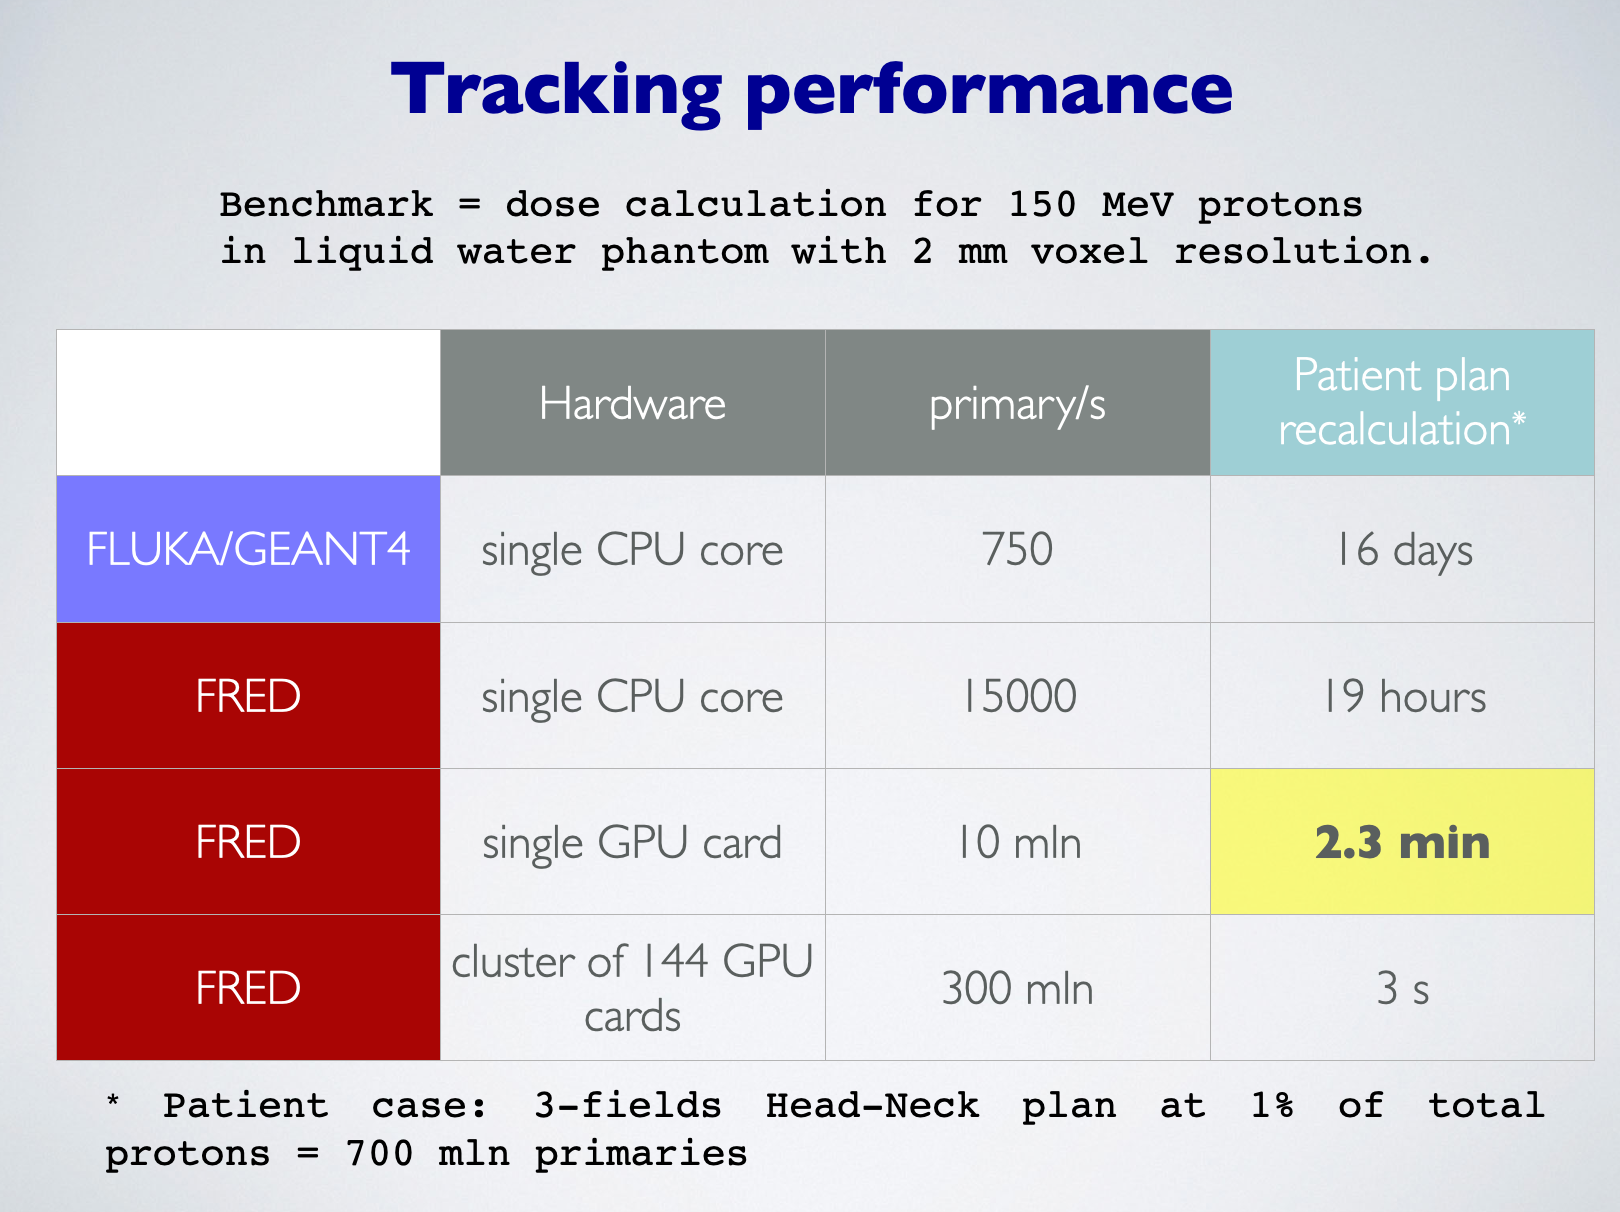 Tracking performance
Benchmark = dose calculation for 150 MeV protons
in liquid water phantom with 2 mm voxel resolution.
Hardware
primary/s
Patient plan
recalculation*
FLUKA/GEANT4
single CPU core
750
16 days
FRED
single CPU core
15000
19 hours
FRED
single GPU card
10 mln
2.3 min
FRED
cluster of 144 GPU
cards
300 mln
3 s
* Patient case: 3-fields Head-Neck plan at 1% of total
protons = 700 mln primaries